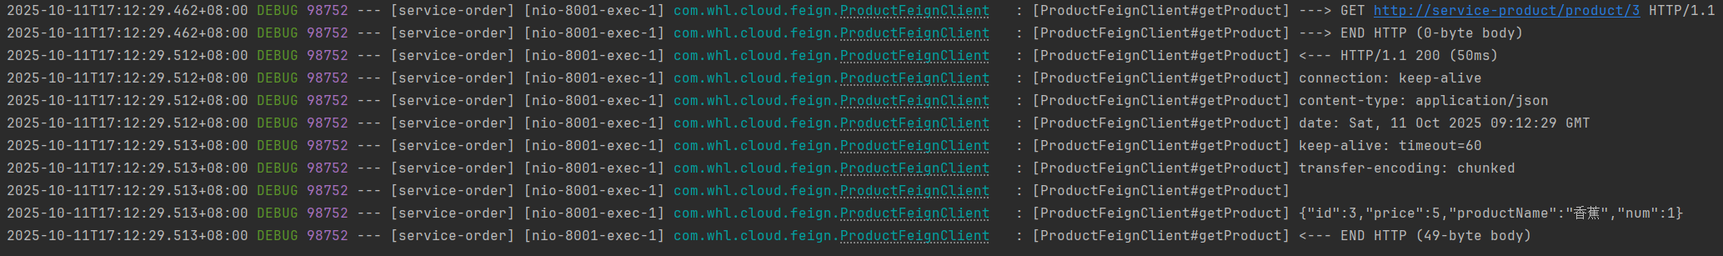 2025-10-11T17:12:29.462+08:00 DEBUG 98752 --- [service-order] [nio-8001-exec-1] com.whl.cloud.feign.ProductFeignClient : [ProductFeignClient#getProduct] ---> GET http://service-product/product/3 HTTP/1.1
2025-10-11T17:12:29.462+08:00 DEBUG 98752 --- [service-order] [nio-8001-exec-1] com.whl.cloud.feign.ProductFeignClient : [ProductFeignClient#getProduct] ---> END HTTP (0-byte body)
2025-10-11T17:12:29.512+08:00 DEBUG 98752 --- [service-order] [nio-8001-exec-1] com.whl.cloud.feign.ProductFeignClient : [ProductFeignClient#getProduct] <--- HTTP/1.1 200 (50ms)
2025-10-11T17:12:29.512+08:00 DEBUG 98752 --- [service-order] [nio-8001-exec-1] com.whl.cloud.feign.ProductFeignClient : [ProductFeignClient#getProduct] connection: keep-alive
2025-10-11T17:12:29.512+08:00 DEBUG 98752 --- [service-order] [nio-8001-exec-1] com.whl.cloud.feign.ProductFeignClient : [ProductFeignClient#getProduct] content-type: application/json
2025-10-11T17:12:29.512+08:00 DEBUG 98752 --- [service-order] [nio-8001-exec-1] com.whl.cloud.feign.ProductFeignClient : [ProductFeignClient#getProduct] date: Sat, 11 Oct 2025 09:12:29 GMT
2025-10-11T17:12:29.513+08:00 DEBUG 98752 --- [service-order] [nio-8001-exec-1] com.whl.cloud.feign.ProductFeignClient : [ProductFeignClient#getProduct] keep-alive: timeout=60
2025-10-11T17:12:29.513+08:00 DEBUG 98752 --- [service-order] [nio-8001-exec-1] com.whl.cloud.feign.ProductFeignClient : [ProductFeignClient#getProduct] transfer-encoding: chunked
2025-10-11T17:12:29.513+08:00 DEBUG 98752 --- [service-order] [nio-8001-exec-1] com.whl.cloud.feign.ProductFeignClient : [ProductFeignClient#getProduct]
2025-10-11T17:12:29.513+08:00 DEBUG 98752 --- [service-order] [nio-8001-exec-1] com.whl.cloud.feign.ProductFeignClient : [ProductFeignClient#getProduct] {"id":3,"price":5,"productName":"香蕉","num":1}
2025-10-11T17:12:29.513+08:00 DEBUG 98752 --- [service-order] [nio-8001-exec-1] com.whl.cloud.feign.ProductFeignClient : [ProductFeignClient#getProduct] <--- END HTTP (49-byte body)